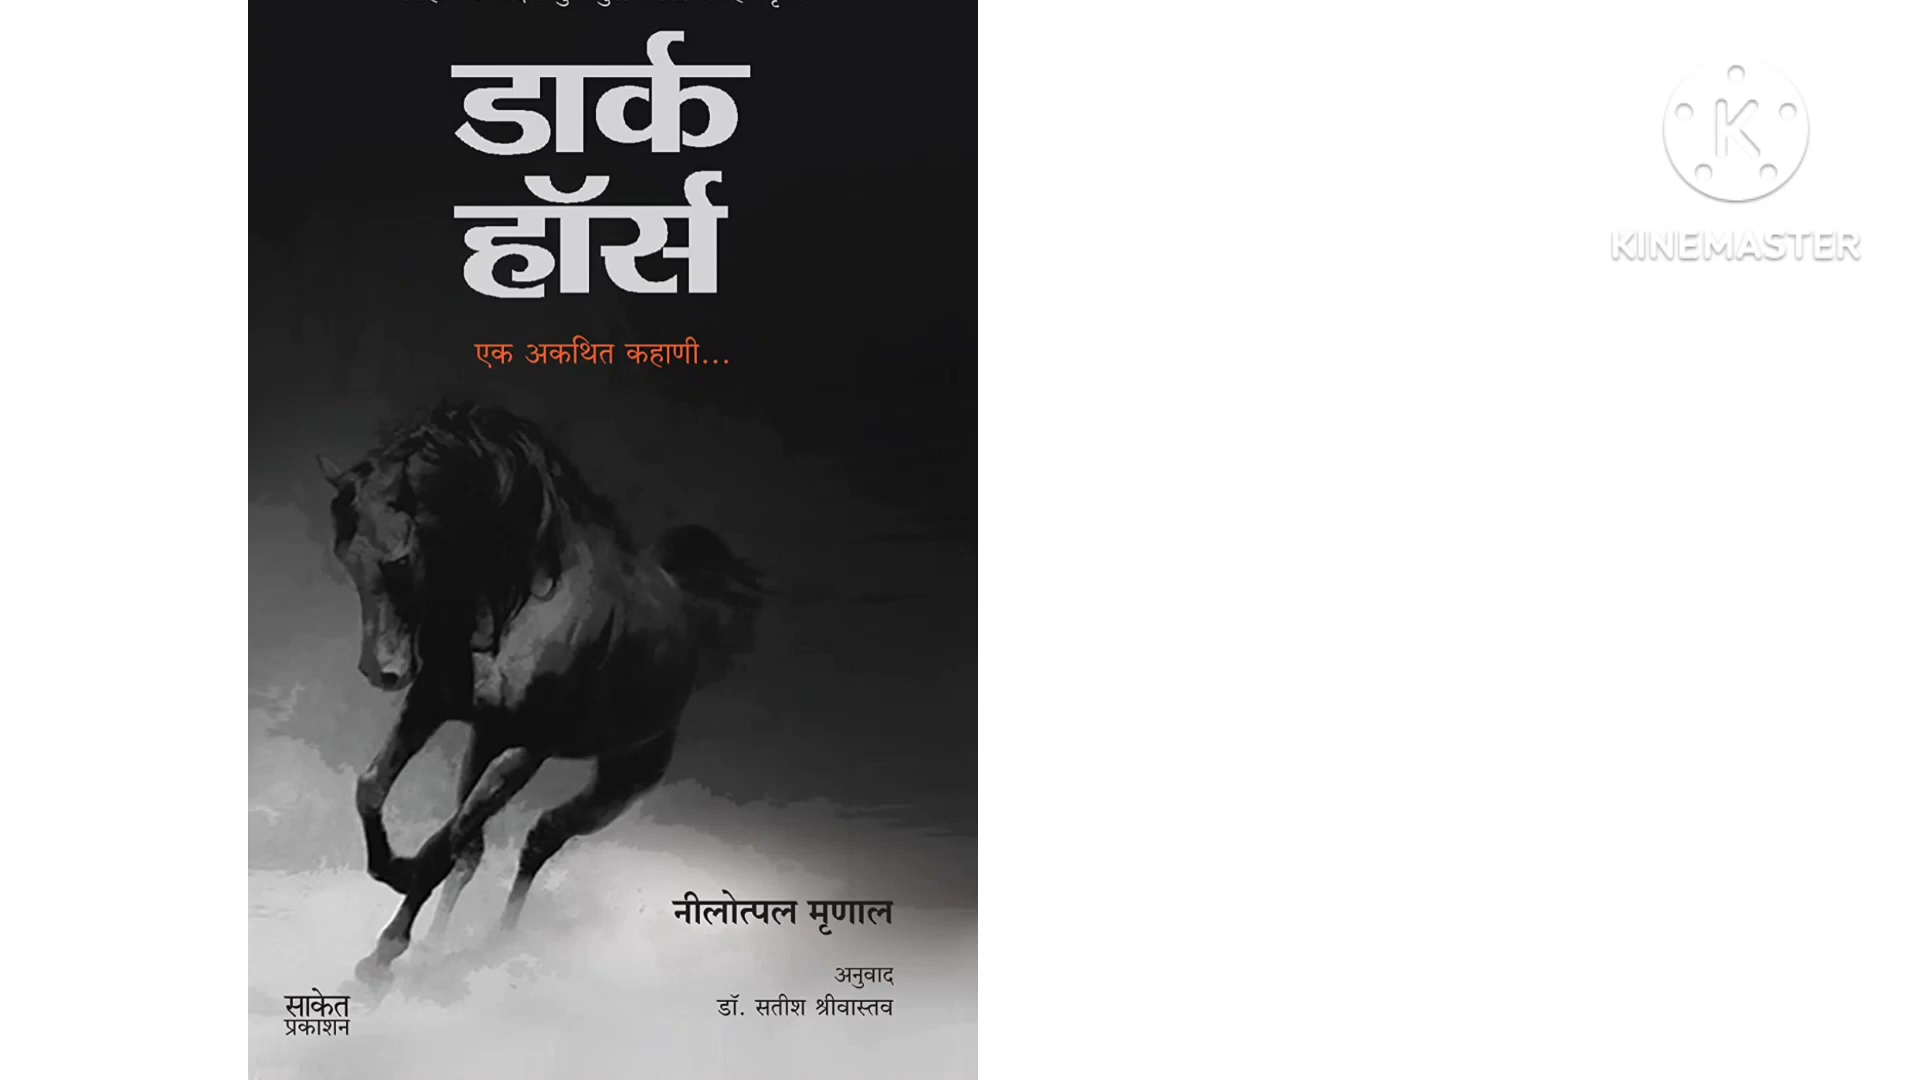 डार्क
हॉर्स
एक अकथित कहाणी...
नीलोत्पल मृणाल
अनुवाद
डॉ. सतीश श्रीवास्तव
साकेत
प्रकाशन
K
KINEMASTER